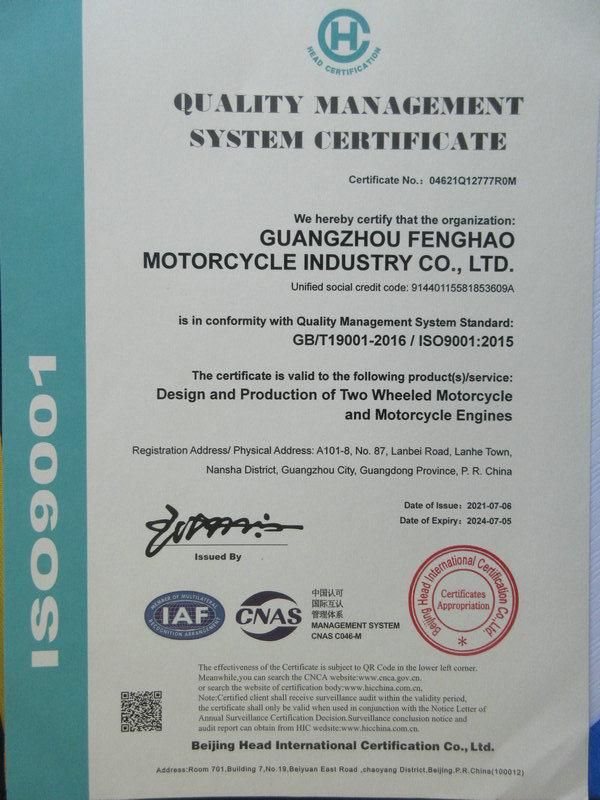 HC
HEAD CERTIFICATION
QUALITY MANAGEMENT
SYSTEM CERTIFICATE
Certificate No.: 04621Q12777R0M
We hereby certify that the organization:
GUANGZHOU FENGHAO
MOTORCYCLE INDUSTRY CO., LTD.
Unified social credit code: 91440115581853609A
is in conformity with Quality Management System Standard:
GB/T19001-2016 / ISO9001:2015
The certificate is valid to the following product(s)/service:
Design and Production of Two Wheeled Motorcycle
and Motorcycle Engines
Registration Address/ Physical Address: A101-8, No. 87, Lanbei Road, Lanhe Town,
Nansha District, Guangzhou City, Guangdong Province, P. R. China
Date of Issue: 2021-07-06
Date of Expiry: 2024-07-05
Issued By
ISO9001
MEMBER OF MULTILATERAL
IAF
RECOGNITION ARRANGEMENT
CNAS
中国认可
国际互认
管理体系
MANAGEMENT SYSTEM
CNAS C046-M
Beijing Head International Certification Co.,Ltd.
Certificates
Appropriation
The effectiveness of the Certificate is subject to QR Code in the lower left corner.
Meanwhile,you can search the CNCA website:www.cnca.gov.cn.
or search the website of certification body:www.hicchina.com.cn.
Note:Certified client shall receive surveillance audit within the validity period,
the certificate shall only be valid when used in conjunction with the Notice Letter of
Annual Surveillance Certification Decision.Surveillance conclusion notice and
audit report can obtain from HIC website:www.hicchina.com.cn.
Beijing Head International Certification Co., Ltd.
Address:Room 701,Building 7,No.19,Beiyuan East Road ,chaoyang District,Beijing.P.R.China(100012)